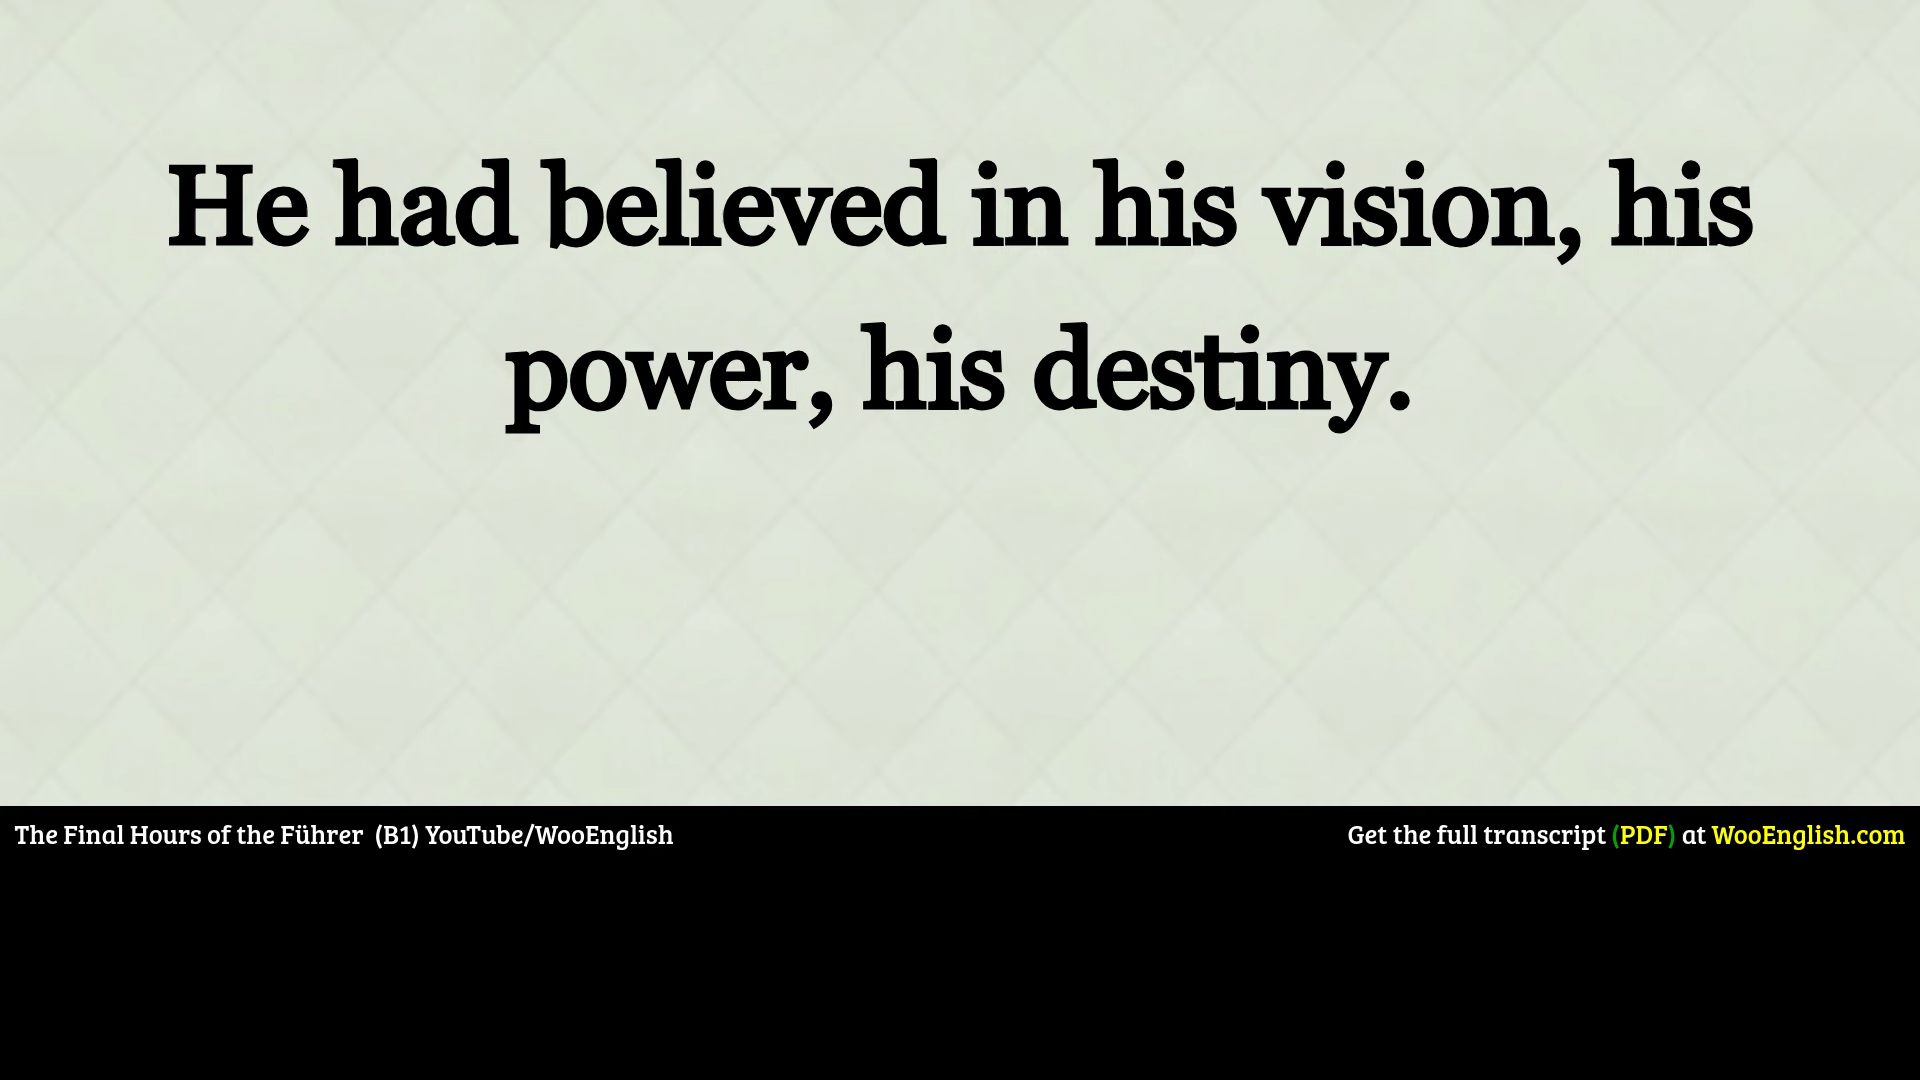 He had believed in his vision, his
power, his destiny.
The Final Hours of the Führer (B1) YouTube/WooEnglish
Get the full transcript (PDF) at WooEnglish.com